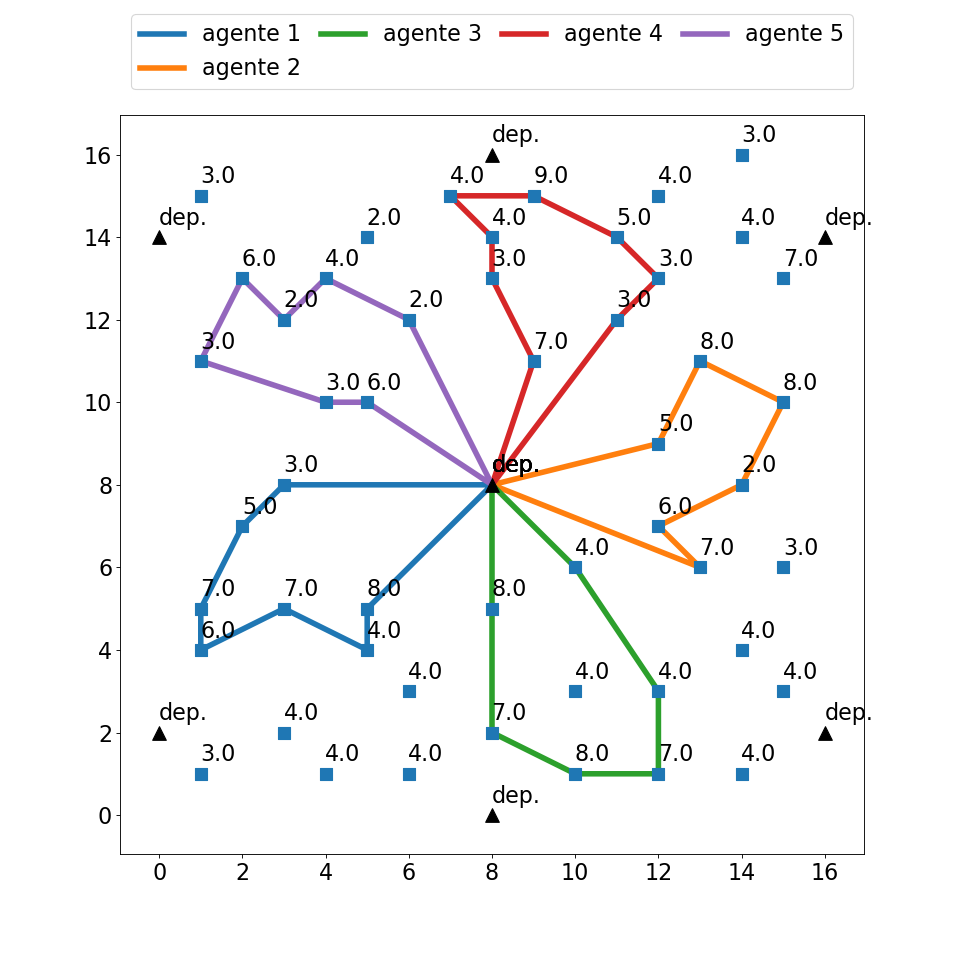 agente 1 agente 3 agente 4 agente 5
agente 2
3.0
16 dep.
3.0 4.0 9.0 4.0
dep. 2.0 4.0 5.0 4.0 dep.
14
6.0 4.0 3.0 3.0 7.0
2.0 2.0 3.0
12
3.0 7.0 8.0
3.0 6.0 8.0
10
5.0
3.0 dep. dep. 2.0
8
5.0 6.0
4.0 7.0 3.0
6
7.0 7.0 8.0 8.0
6.0 4.0 4.0
4
4.0 4.0 4.0 4.0
dep. 4.0 7.0 dep.
2
3.0 4.0 4.0 8.0 7.0 4.0
dep.
0
0 2 4 6 8 10 12 14 16